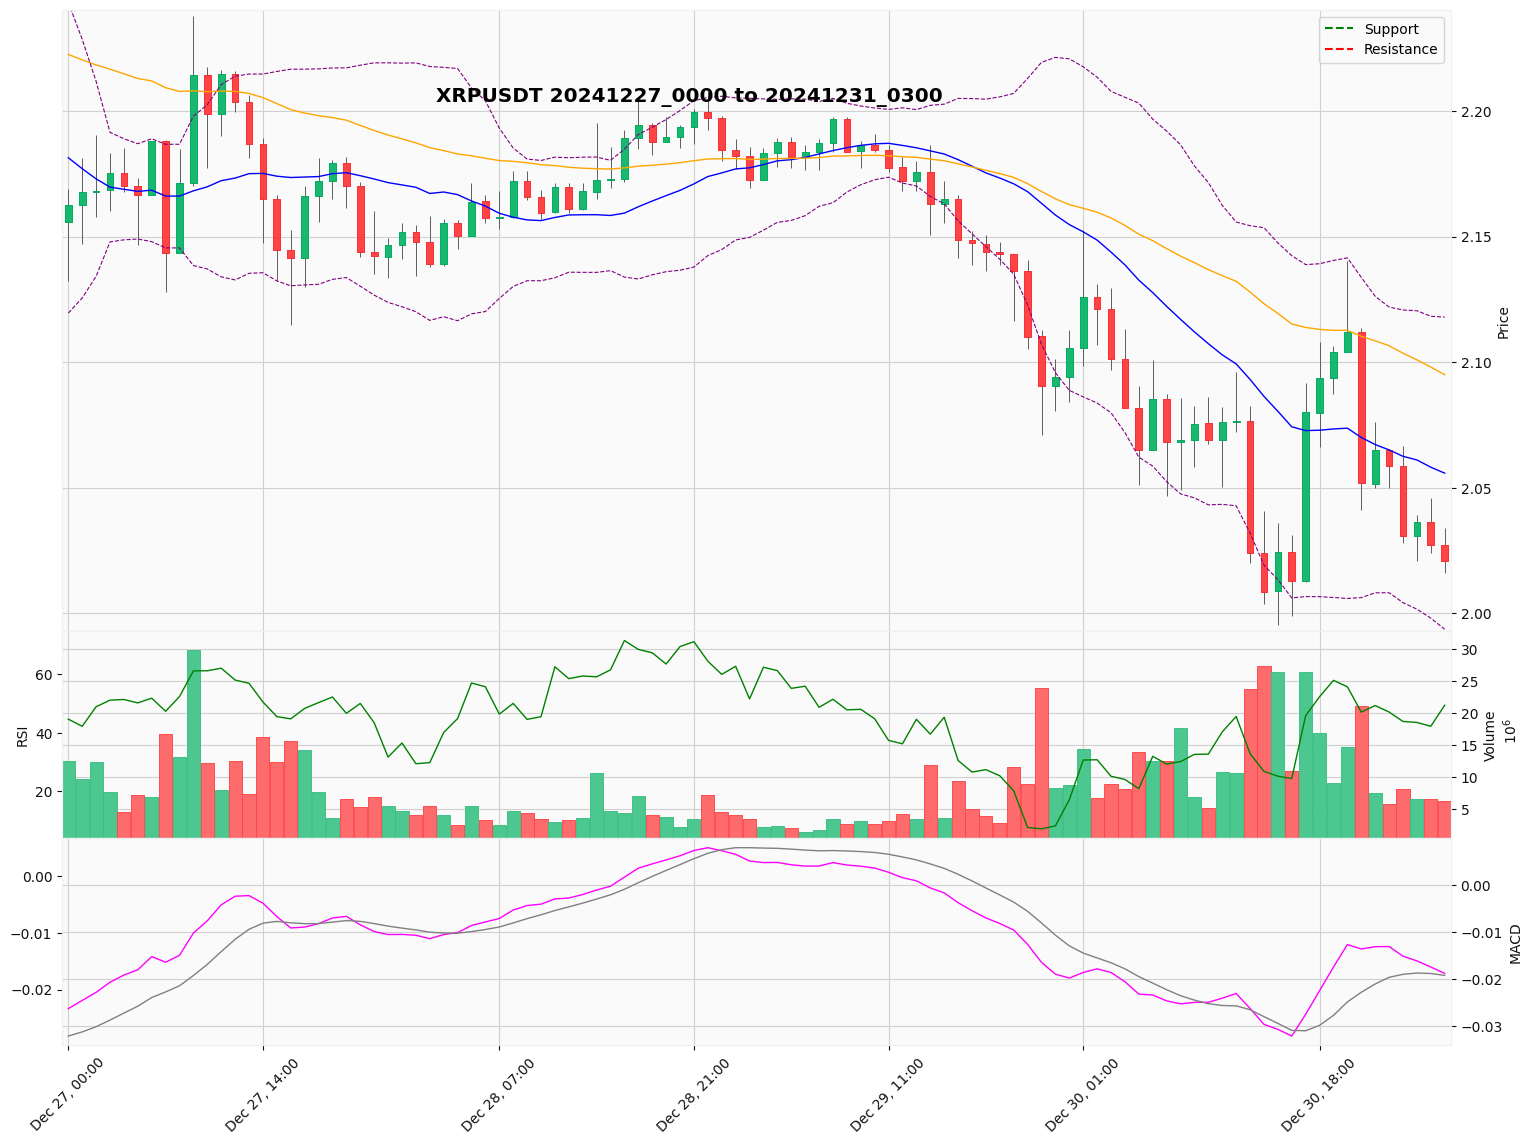 XRPUSDT 20241227_0000 to 20241231_0300
Support
Resistance
2.20
2.15
2.10
2.05
2.00
Price
60
40
20
RSI
30
25
20
15
10
5
Volume
10^6
0.00
−0.01
−0.02
0.00
−0.01
−0.02
−0.03
MACD
Dec 27, 00:00
Dec 27, 14:00
Dec 28, 07:00
Dec 28, 21:00
Dec 29, 11:00
Dec 30, 01:00
Dec 30, 18:00